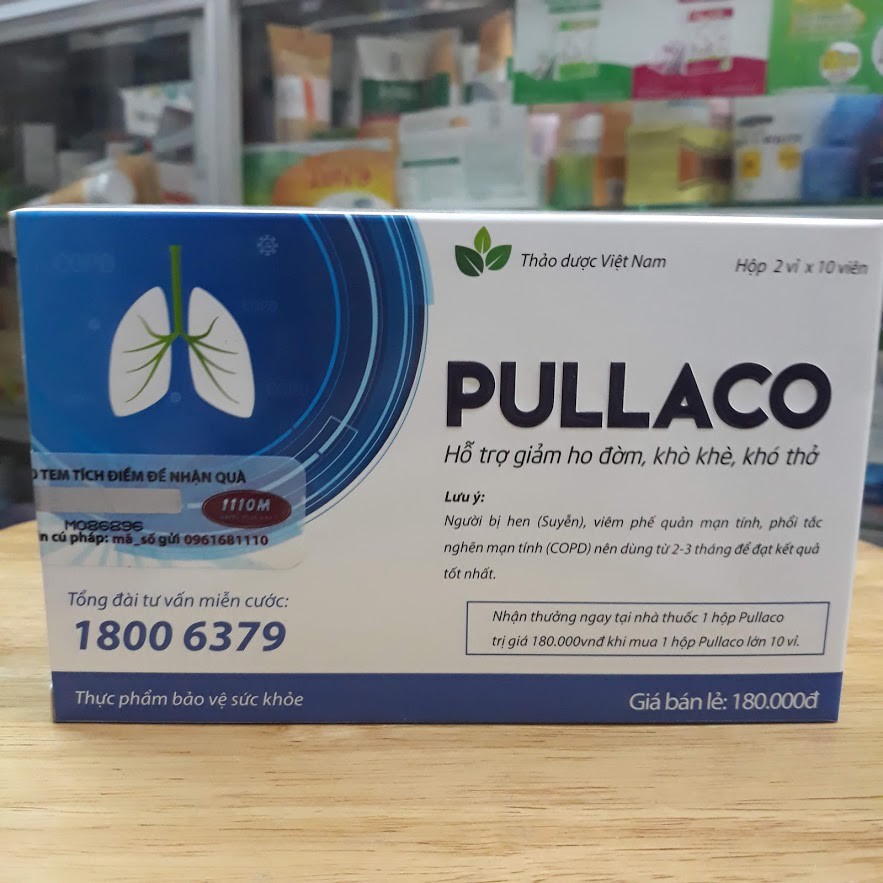 COPD
COPD
Thảo dược Việt Nam
Hộp 2 vỉ x 10 viên
PULLACO
Hỗ trợ giảm ho đờm, khò khè, khó thở
TEM TÍCH ĐIỂM ĐỂ NHẬN QUÀ
1110M
M086896
n cú pháp: mã_số gửi 0961681110
Lưu ý:
Người bị hen (Suyễn), viêm phế quản mạn tính, phổi tắc
nghẽn mạn tính (COPD) nên dùng từ 2-3 tháng để đạt kết quả
tốt nhất.
Tổng đài tư vấn miễn cước:
1800 6379
Nhận thưởng ngay tại nhà thuốc 1 hộp Pullaco
trị giá 180.000vnđ khi mua 1 hộp Pullaco lớn 10 vỉ.
Thực phẩm bảo vệ sức khỏe
Giá bán lẻ: 180.000đ